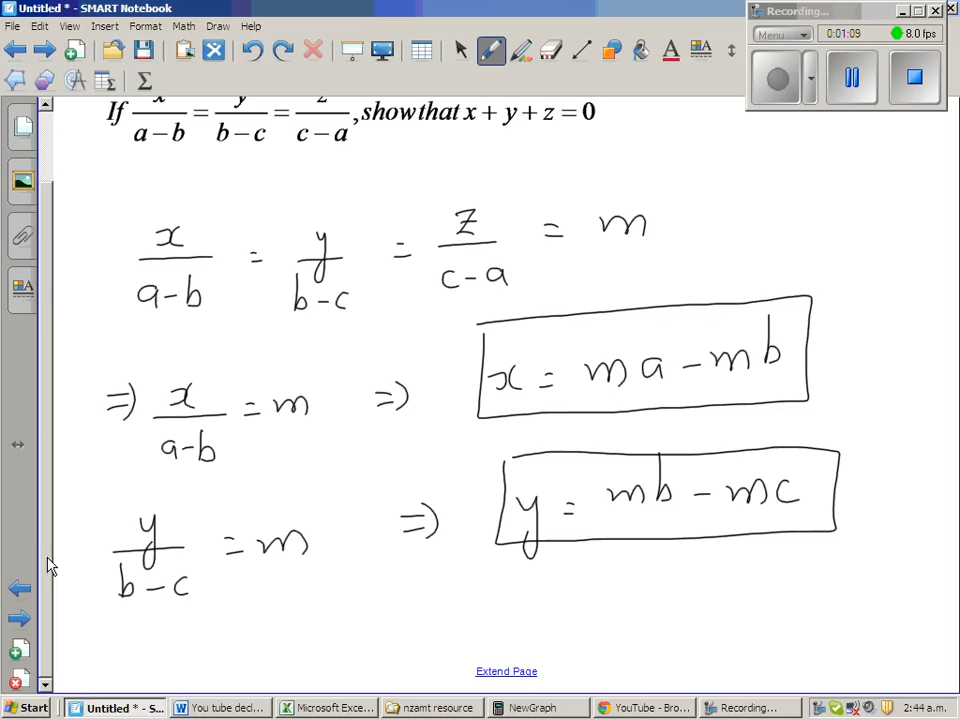 Untitled * - SMART Notebook
File Edit View Insert Format Math Draw Help
Recording...
Menu 0:01:09 8.0 fps
If x/(a − b) = y/(b − c) = z/(c − a), show that x + y + z = 0
x/(a-b) = y/(b-c) = z/(c-a) = m
⇒ x/(a-b) = m ⇒ x = ma - mb
y/(b-c) = m ⇒ y = mb - mc
Extend Page
Start Untitled * - S... You tube decl... Microsoft Exce... nzamt resource NewGraph YouTube - Bro... Recording... 2:44 a.m.